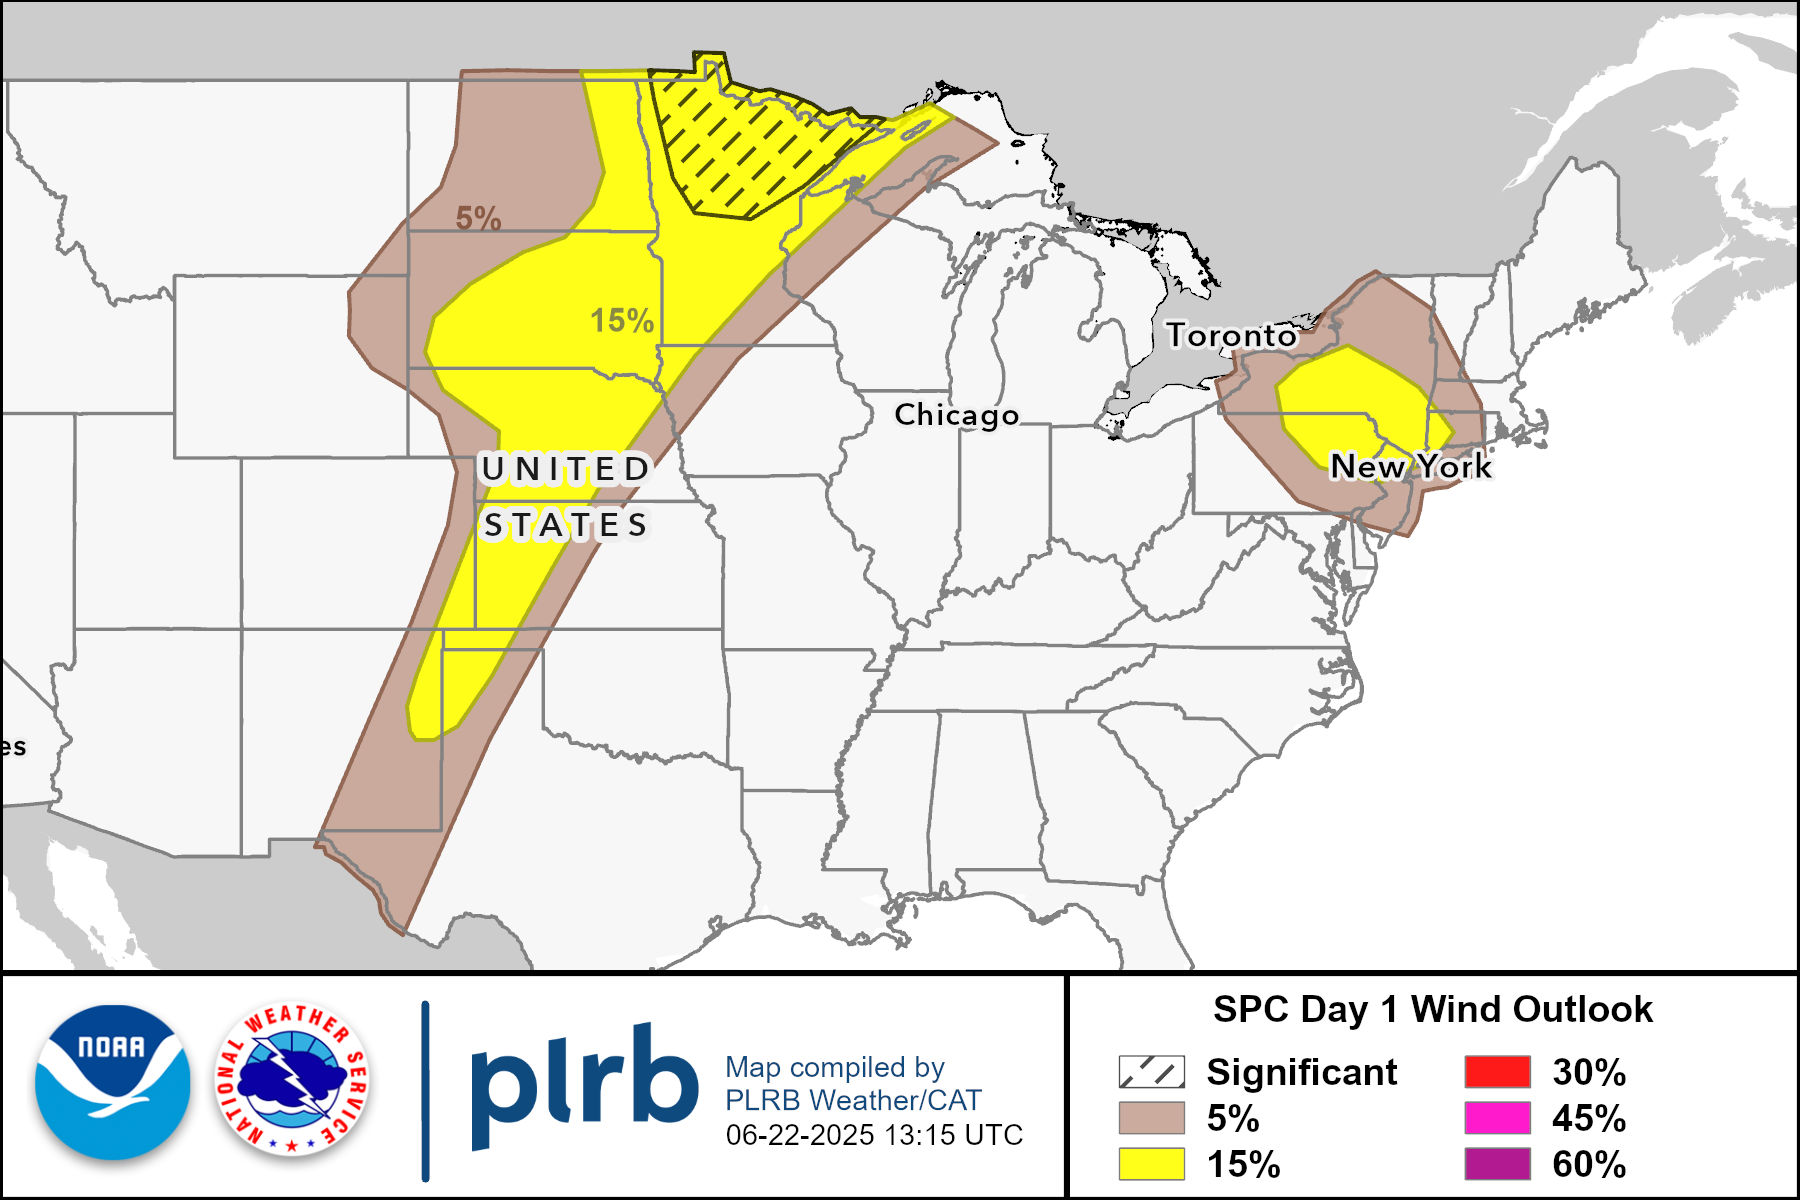 5%
15%
Toronto
Chicago
New York
UNITED
STATES
es
NOAA
NATIONAL WEATHER SERVICE
plrb
Map compiled by
PLRB Weather/CAT
06-22-2025 13:15 UTC
SPC Day 1 Wind Outlook
Significant
5%
15%
30%
45%
60%